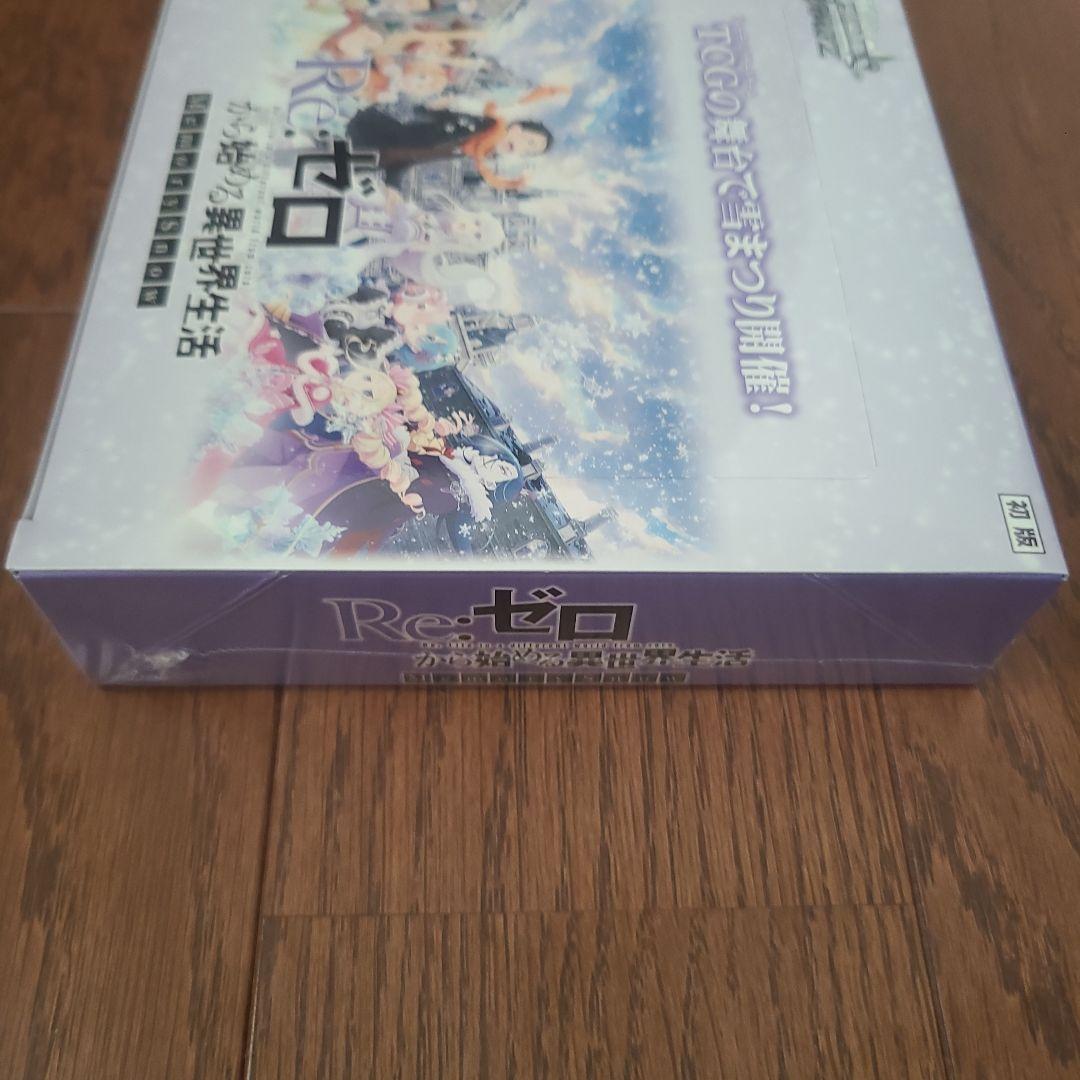 TCGの舞台で雪まつり開催！
Re:ゼロ
から始める異世界生活
Memory Snow
初版
Re:ゼロ
から始める異世界生活